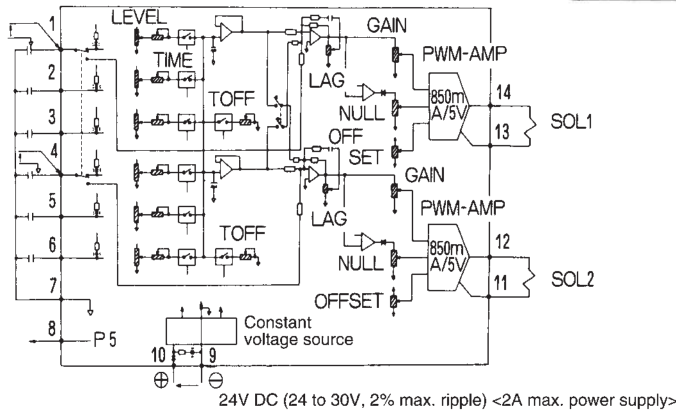 LEVEL
GAIN
1
TIME
PWM-AMP
LAG
2
TOFF
NULL
850m
A/5V
14
13
SOL1
3
OFF
SET
4
GAIN
5
LAG
PWM-AMP
6
TOFF
NULL
850m
A/5V
12
11
SOL2
7
OFFSET
8
P5
Constant
voltage source
10
9
⊕
⊖
24V DC (24 to 30V, 2% max. ripple) <2A max. power supply>